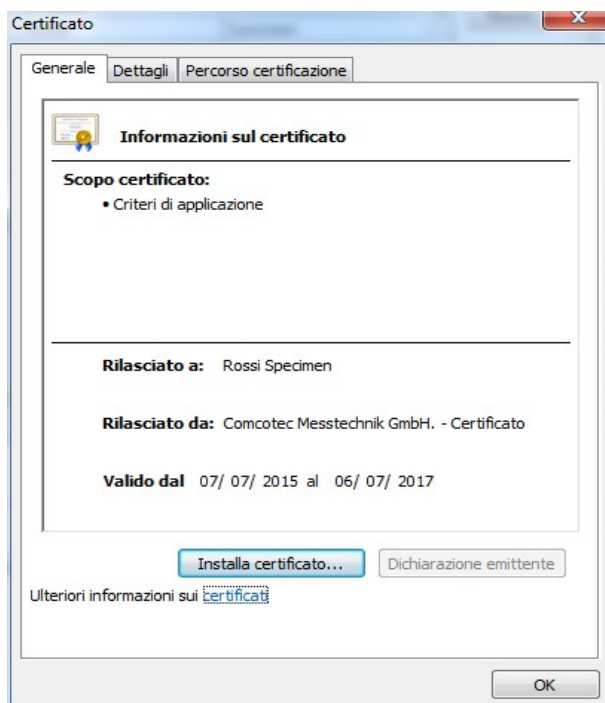 Certificato
Generale Dettagli Percorso certificazione
Informazioni sul certificato
Scopo certificato:
• Criteri di applicazione
Rilasciato a: Rossi Specimen
Rilasciato da: Comcotec Messtechnik GmbH. - Certificato
Valido dal 07/ 07/ 2015 al 06/ 07/ 2017
Installa certificato... Dichiarazione emittente
Ulteriori informazioni sui certificati
OK